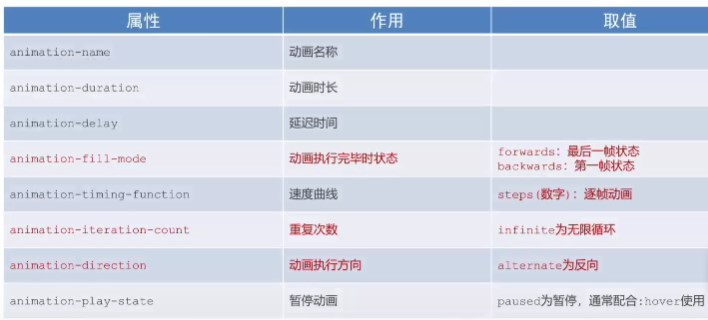 属性 作用 取值
animation-name 动画名称
animation-duration 动画时长
animation-delay 延迟时间
animation-fill-mode 动画执行完毕时状态 forwards：最后一帧状态
backwards：第一帧状态
animation-timing-function 速度曲线 steps(数字)：逐帧动画
animation-iteration-count 重复次数 infinite为无限循环
animation-direction 动画执行方向 alternate为反向
animation-play-state 暂停动画 paused为暂停，通常配合:hover使用